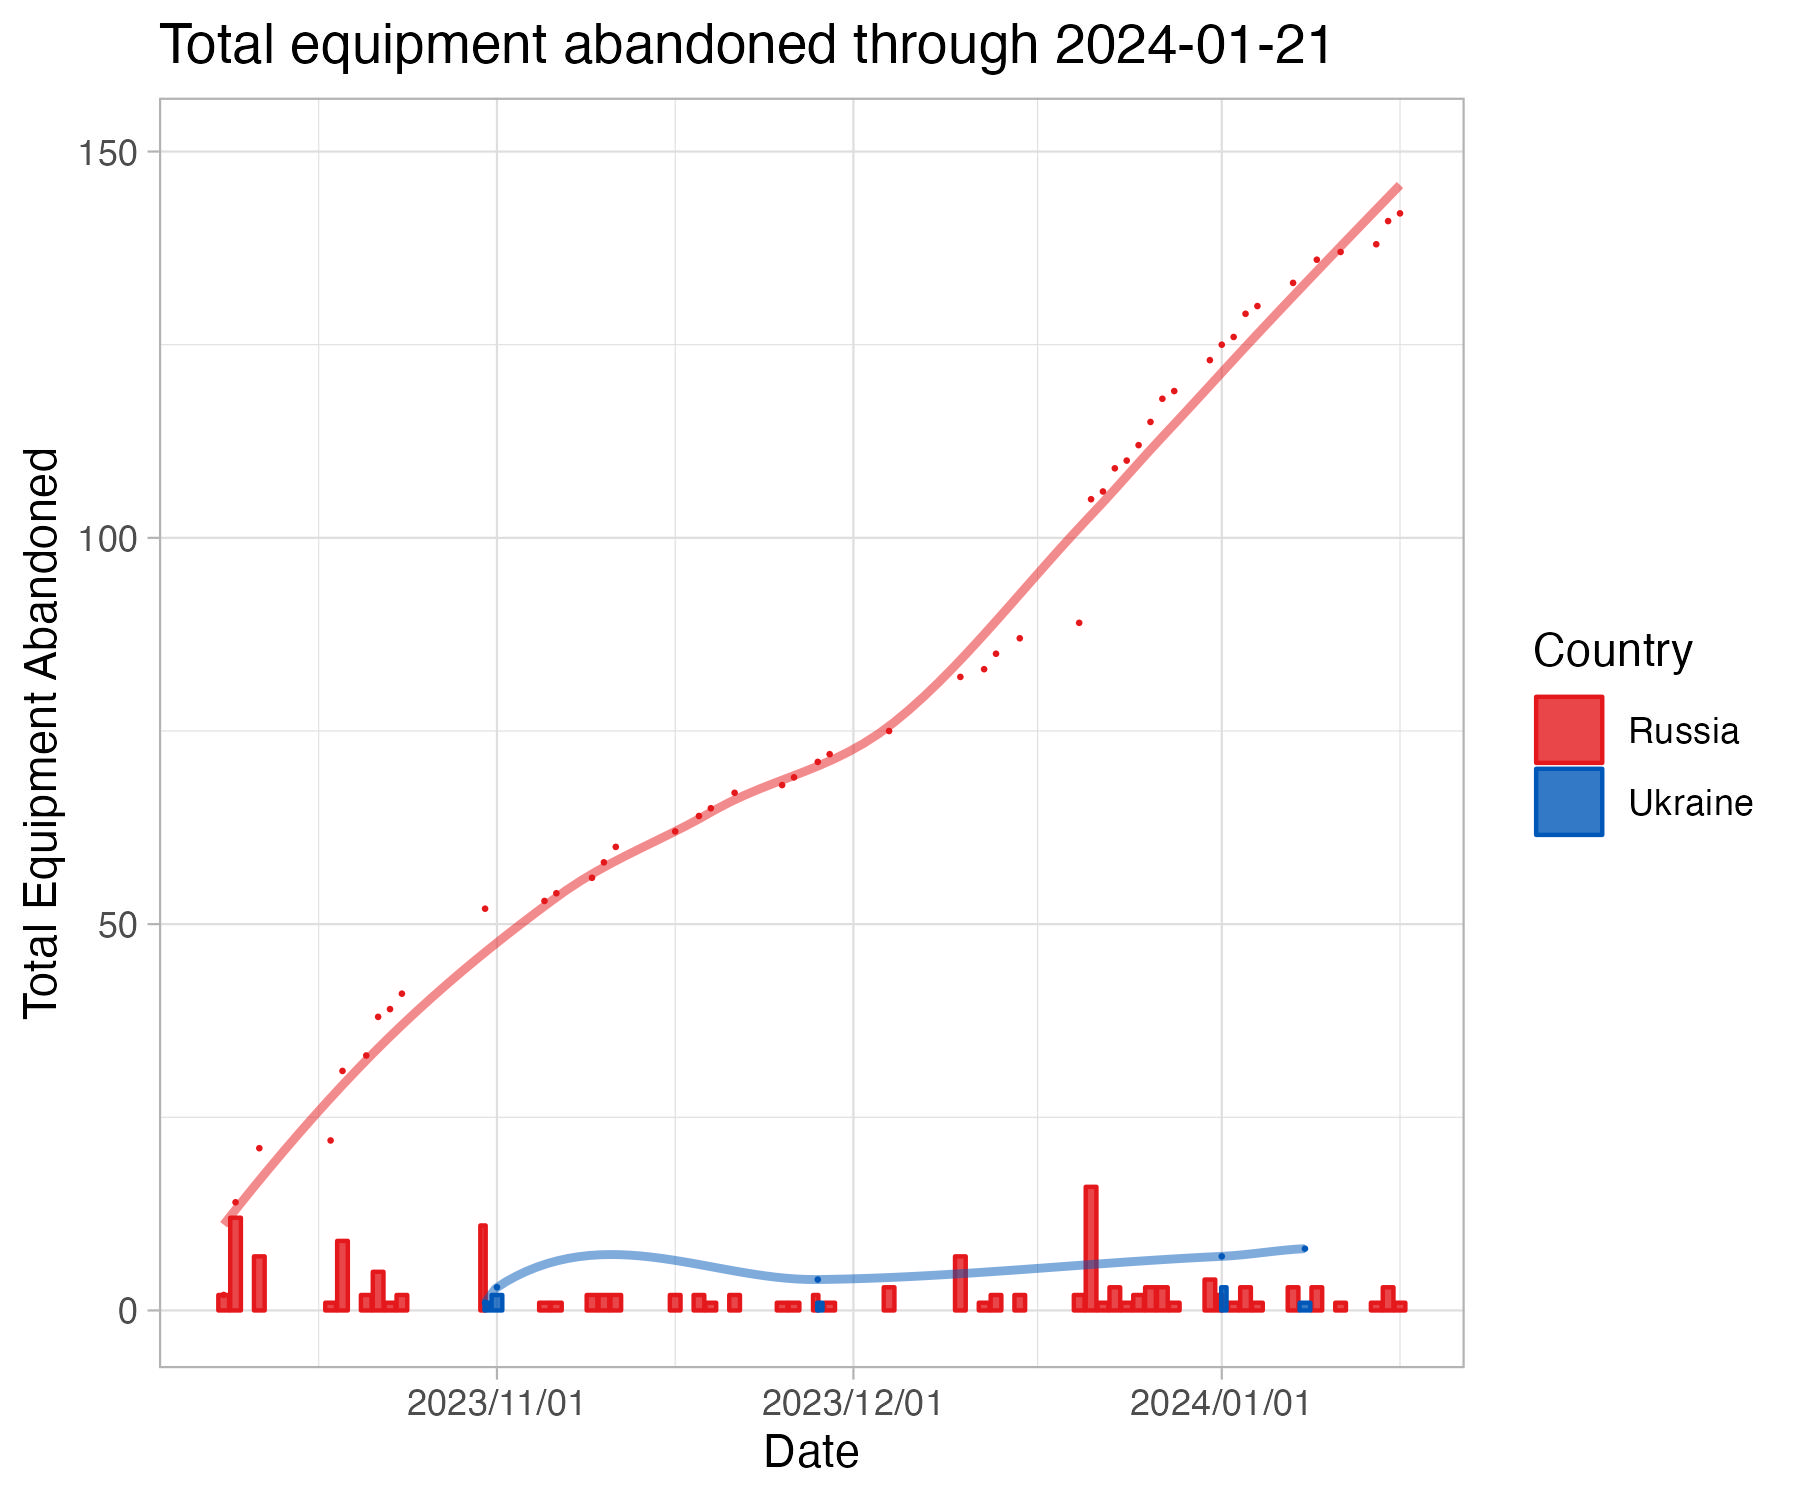 Total equipment abandoned through 2024-01-21
Total Equipment Abandoned
150
100
50
0
2023/11/01
2023/12/01
2024/01/01
Date
Country
Russia
Ukraine